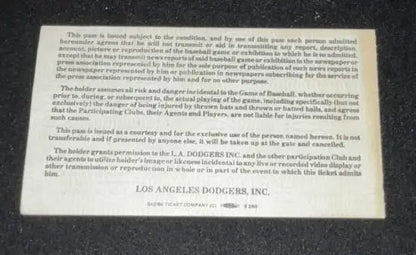 This pass is issued subject to the condition, and by use of this pass each person admitted
hereunder agrees that he will not transmit or aid in transmitting any report, description,
account, picture or reproduction of the baseball game or exhibition to which he is so admitted,
except that he may transmit news reports of said baseball game or exhibition to the newspaper or
press association represented by him for the sole purpose of publication of such news reports in
the newspaper represented by him or publication in newspapers subscribing for the service of
the press association represented by him and for no other purpose.
The holder assumes all risk and danger incidental to the Game of Baseball, whether occurring
prior to, during, or subsequent to, the actual playing of the game, including specifically (but not
exclusively) the danger of being injured by thrown bats and thrown or batted balls, and agrees
that the Participating Clubs, their Agents and Players, are not liable for injuries resulting from
such causes.
This pass is issued as a courtesy and for the exclusive use of the person named hereon. It is not
transferable and if presented by anyone else, it will be taken up at the gate and cancelled.
The holder grants permission to the L. A. DODGERS INC. and the other participation Club and
their agents to utilize holder's image or likeness incidental to any live or recorded video display or
other transmission or reproduction in whole or in part of the event to which this ticket admits
him.
LOS ANGELES DODGERS, INC.
GLOBE TICKET COMPANY